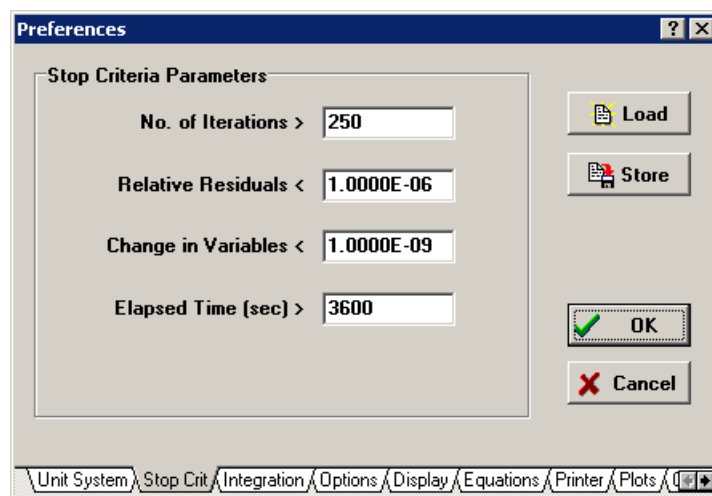 Preferences
Stop Criteria Parameters
No. of Iterations > 250
Relative Residuals < 1.0000E-06
Change in Variables < 1.0000E-09
Elapsed Time (sec) > 3600
Load
Store
OK
Cancel
Unit System Stop Crit Integration Options Display Equations Printer Plots